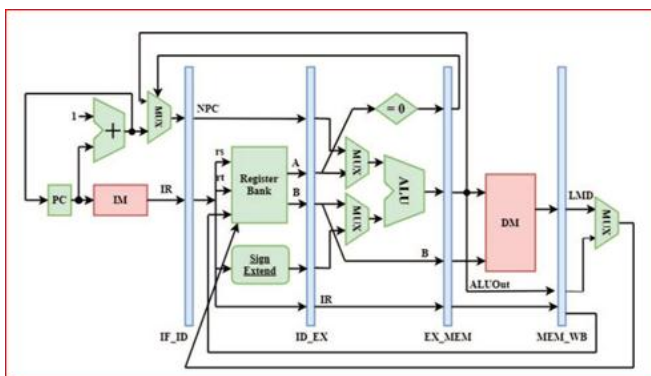 1
+
MUX
NPC
= 0
PC
IM
IR
rs
rt
Register
Bank
A
B
MUX
MUX
ALU
DM
LMD
MUX
Sign
Extend
B
ALUOut
IR
IF_ID
ID_EX
EX_MEM
MEM_WB